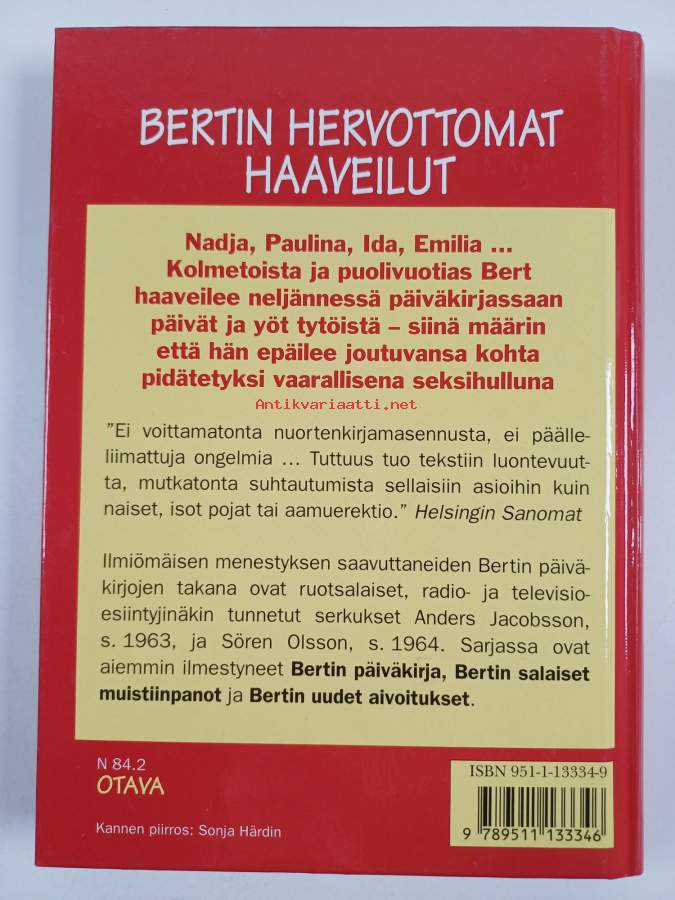 BERTIN HERVOTTOMAT
HAAVEILUT
Nadja, Paulina, Ida, Emilia ...
Kolmetoista ja puolivuotias Bert
haaveilee neljännessä päiväkirjassaan
päivät ja yöt tytöistä – siinä määrin
että hän epäilee joutuvansa kohta
pidätetyksi vaarallisena seksihulluna
Antikvariaatti.net
”Ei voittamatonta nuortenkirjamasennusta, ei päälle-
liimattuja ongelmia ... Tuttuus tuo tekstiin luontevuut-
ta, mutkatonta suhtautumista sellaisiin asioihin kuin
naiset, isot pojat tai aamuerektio.” Helsingin Sanomat
Ilmiömäisen menestyksen saavuttaneiden Bertin päivä-
kirjojen takana ovat ruotsalaiset, radio- ja televisio-
esiintyjinäkin tunnetut serkukset Anders Jacobsson,
s. 1963, ja Sören Olsson, s. 1964. Sarjassa ovat
aiemmin ilmestyneet Bertin päiväkirja, Bertin salaiset
muistiinpanot ja Bertin uudet aivoitukset.
N 84.2
OTAVA
Kannen piirros: Sonja Härdin
ISBN 951-1-13334-9
9 789511 133346